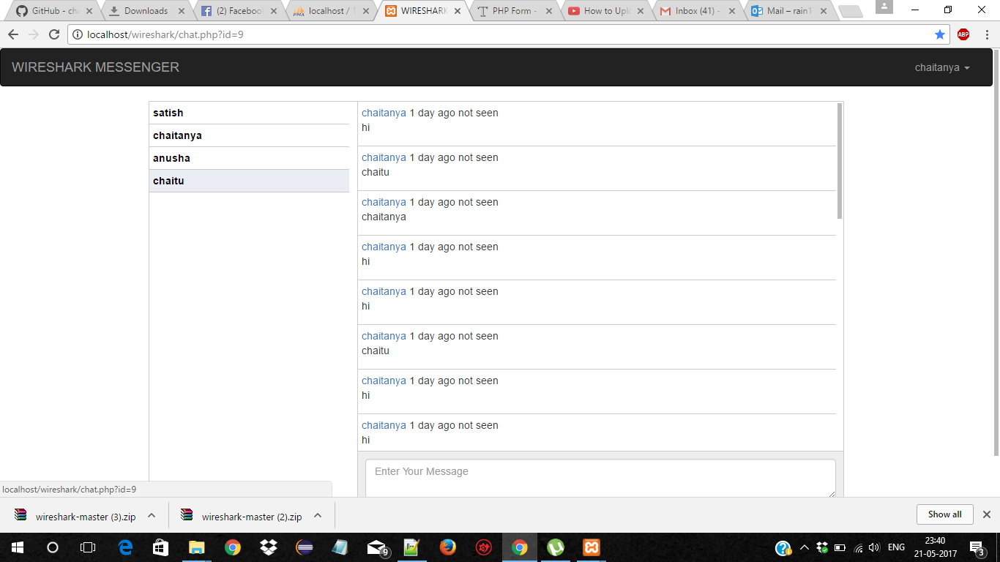 GitHub - cha
Downloads
(2) Facebook
localhost / 1
WIRESHARK
PHP Form -
How to Uplo
Inbox (41) -
Mail – rain1
localhost/wireshark/chat.php?id=9
ABP
WIRESHARK MESSENGER
chaitanya
satish
chaitanya
anusha
chaitu
chaitanya 1 day ago not seen
hi
chaitanya 1 day ago not seen
chaitu
chaitanya 1 day ago not seen
chaitanya
chaitanya 1 day ago not seen
hi
chaitanya 1 day ago not seen
hi
chaitanya 1 day ago not seen
chaitu
chaitanya 1 day ago not seen
hi
chaitanya 1 day ago not seen
hi
Enter Your Message
localhost/wireshark/chat.php?id=9
wireshark-master (3).zip
wireshark-master (2).zip
Show all
9
ENG
23:40
21-05-2017
3